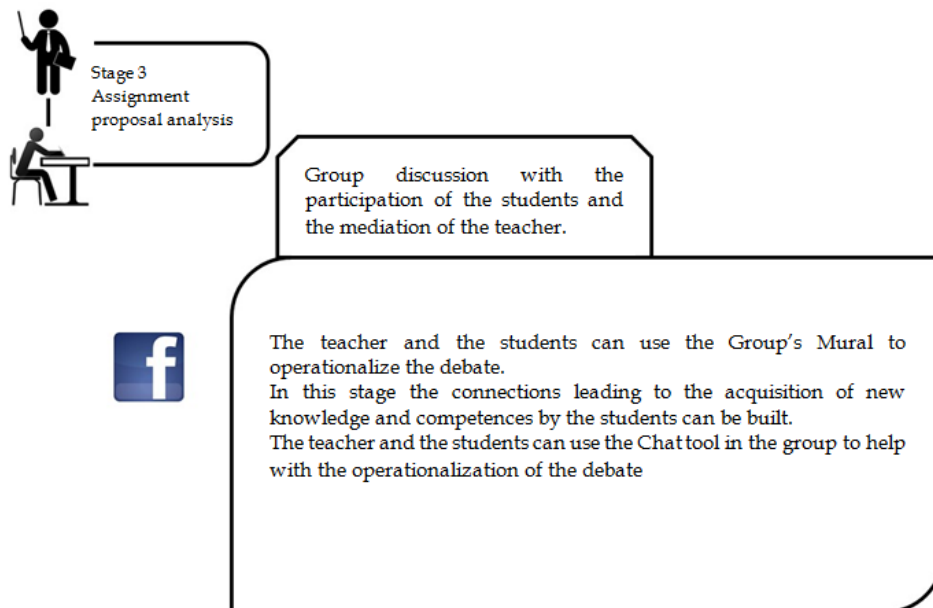 Stage 3
Assignment
proposal analysis
Group discussion with the
participation of the students and
the mediation of the teacher.
f
The teacher and the students can use the Group's Mural to
operationalize the debate.
In this stage the connections leading to the acquisition of new
knowledge and competences by the students can be built.
The teacher and the students can use the Chat tool in the group to help
with the operationalization of the debate